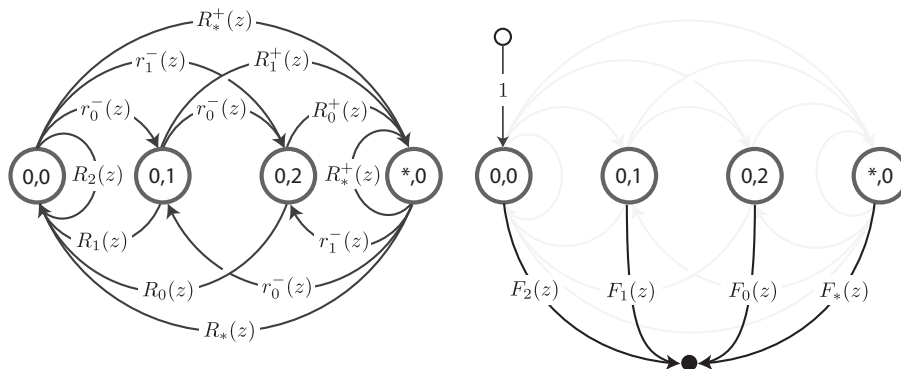 $R_*^+(z)$
$r_1^-(z)$ $R_1^+(z)$
$r_0^-(z)$ $r_0^-(z)$ $R_0^+(z)$
0,0 $R_2(z)$ 0,1 0,2 $R_*^+(z)$ *,0
$R_1(z)$ $r_1^-(z)$
$R_0(z)$ $r_0^-(z)$
$R_*(z)$
1
0,0 0,1 0,2 *,0
$F_2(z)$ $F_1(z)$ $F_0(z)$ $F_*(z)$